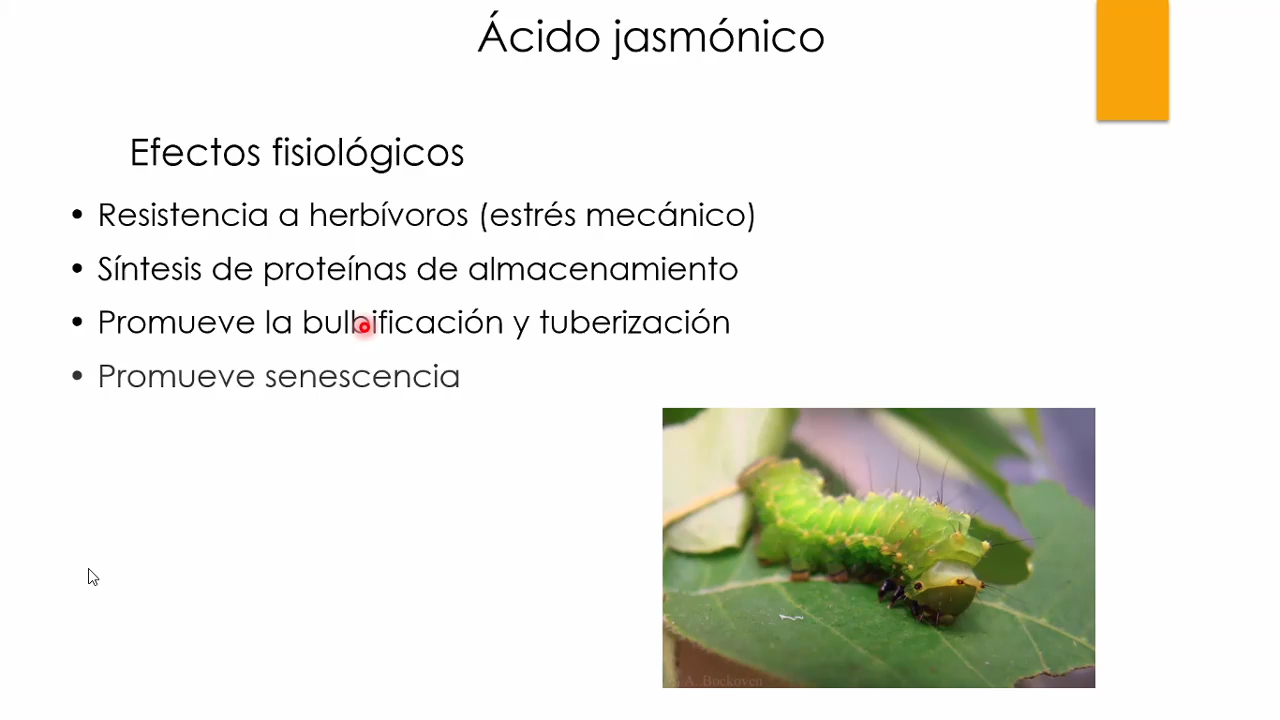 Ácido jasmónico
Efectos fisiológicos
• Resistencia a herbívoros (estrés mecánico)
• Síntesis de proteínas de almacenamiento
• Promueve la bulbificación y tuberización
• Promueve senescencia
A. Bockoven